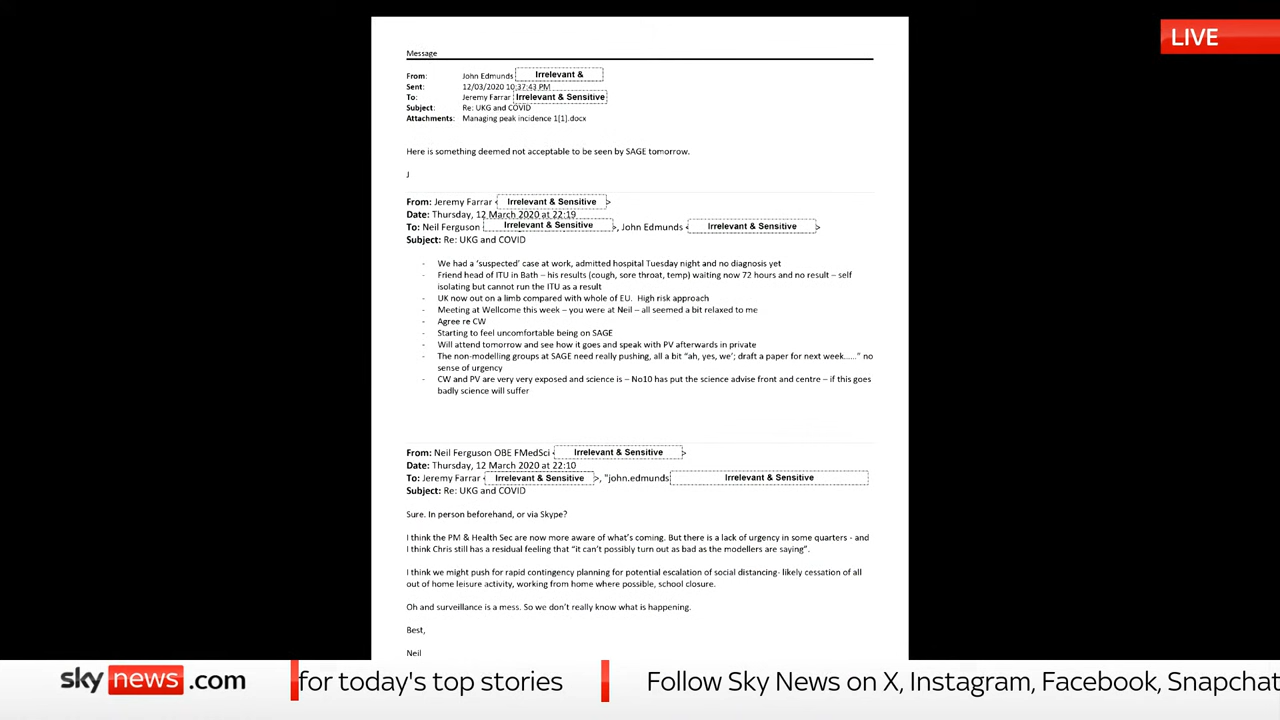 LIVE
Message
From: John Edmunds Irrelevant &
Sent: 12/03/2020 10:37:43 PM
To: Jeremy Farrar Irrelevant & Sensitive
Subject: Re: UKG and COVID
Attachments: Managing peak incidence 1[1].docx
Here is something deemed not acceptable to be seen by SAGE tomorrow.
J
From: Jeremy Farrar < Irrelevant & Sensitive >
Date: Thursday, 12 March 2020 at 22:19
To: Neil Ferguson Irrelevant & Sensitive >, John Edmunds < Irrelevant & Sensitive >
Subject: Re: UKG and COVID
- We had a ‘suspected’ case at work, admitted hospital Tuesday night and no diagnosis yet
- Friend head of ITU in Bath – his results (cough, sore throat, temp) waiting now 72 hours and no result – self
isolating but cannot run the ITU as a result
- UK now out on a limb compared with whole of EU. High risk approach
- Meeting at Wellcome this week – you were at Neil – all seemed a bit relaxed to me
- Agree re CW
- Starting to feel uncomfortable being on SAGE
- Will attend tomorrow and see how it goes and speak with PV afterwards in private
- The non-modelling groups at SAGE need really pushing, all a bit “ah, yes, we’; draft a paper for next week.....” no
sense of urgency
- CW and PV are very very exposed and science is – No10 has put the science advise front and centre – if this goes
badly science will suffer
From: Neil Ferguson OBE FMedSci < Irrelevant & Sensitive >
Date: Thursday, 12 March 2020 at 22:10
To: Jeremy Farrar < Irrelevant & Sensitive >, "john.edmunds Irrelevant & Sensitive
Subject: Re: UKG and COVID
Sure. In person beforehand, or via Skype?
I think the PM & Health Sec are now more aware of what’s coming. But there is a lack of urgency in some quarters - and
I think Chris still has a residual feeling that “it can’t possibly turn out as bad as the modellers are saying”.
I think we might push for rapid contingency planning for potential escalation of social distancing- likely cessation of all
out of home leisure activity, working from home where possible, school closure.
Oh and surveillance is a mess. So we don’t really know what is happening.
Best,
Neil
sky news .com for today's top stories Follow Sky News on X, Instagram, Facebook, Snapchat